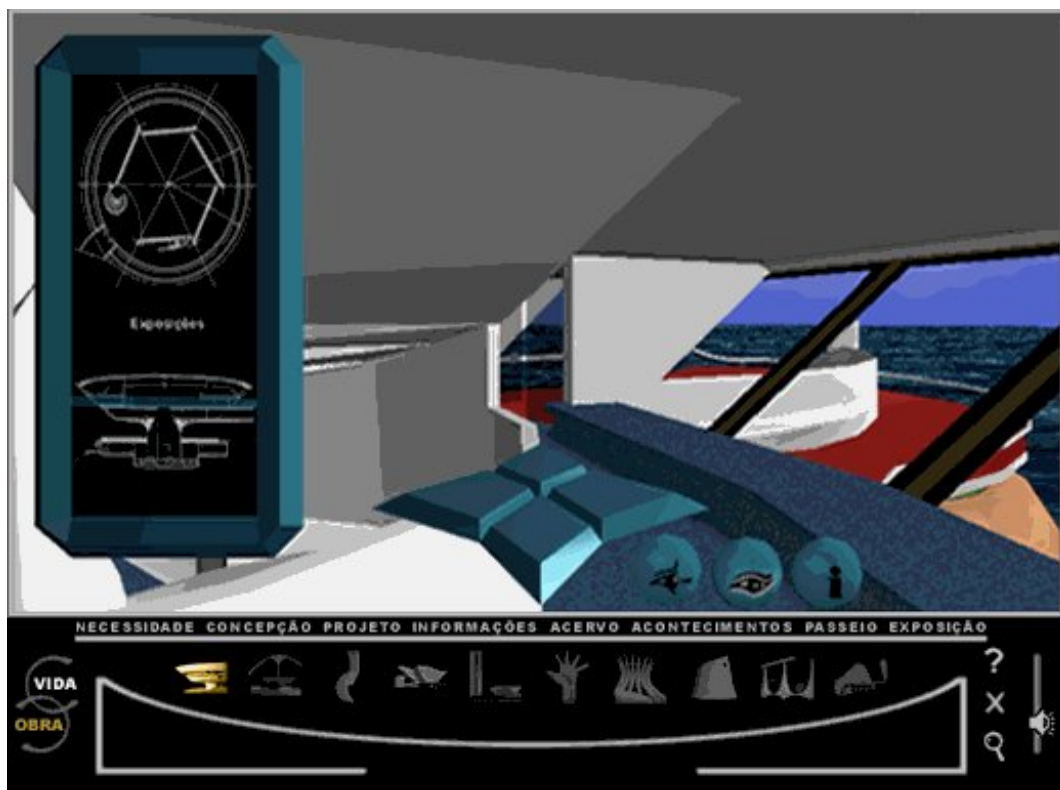 Exposições
NECESSIDADE CONCEPÇÃO PROJETO INFORMAÇÕES ACERVO ACONTECIMENTOS PASSEIO EXPOSIÇÃO
?
VIDA
X
OBRA